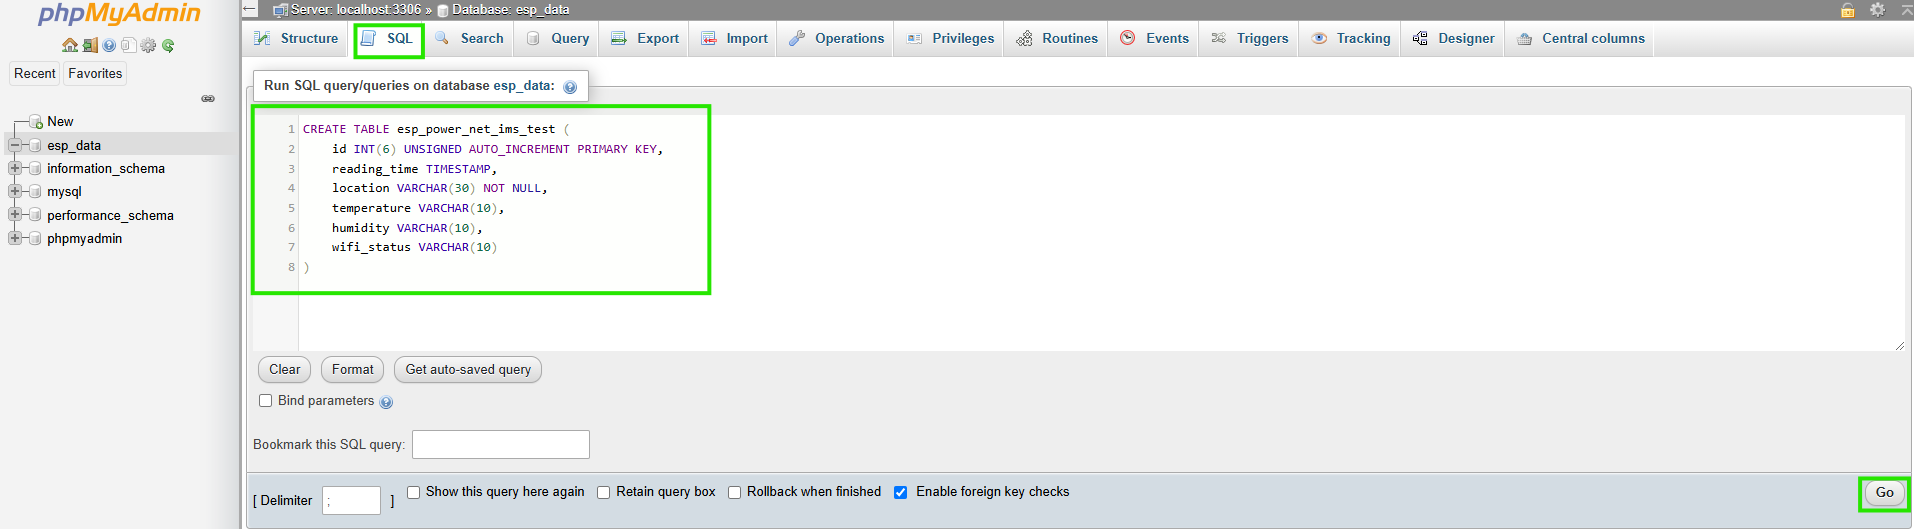 phpMyAdmin
Recent Favorites
New
esp_data
information_schema
mysql
performance_schema
phpmyadmin
Server: localhost:3306 » Database: esp_data
Structure SQL Search Query Export Import Operations Privileges Routines Events Triggers Tracking Designer Central columns
Run SQL query/queries on database esp_data:
1 CREATE TABLE esp_power_net_ims_test (
2 id INT(6) UNSIGNED AUTO_INCREMENT PRIMARY KEY,
3 reading_time TIMESTAMP,
4 location VARCHAR(30) NOT NULL,
5 temperature VARCHAR(10),
6 humidity VARCHAR(10),
7 wifi_status VARCHAR(10)
8 )
Clear Format Get auto-saved query
Bind parameters
Bookmark this SQL query:
[ Delimiter ; ] Show this query here again Retain query box Rollback when finished Enable foreign key checks Go